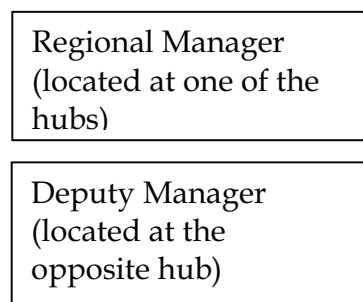 Regional Manager
(located at one of the
hubs)
Deputy Manager
(located at the
opposite hub)